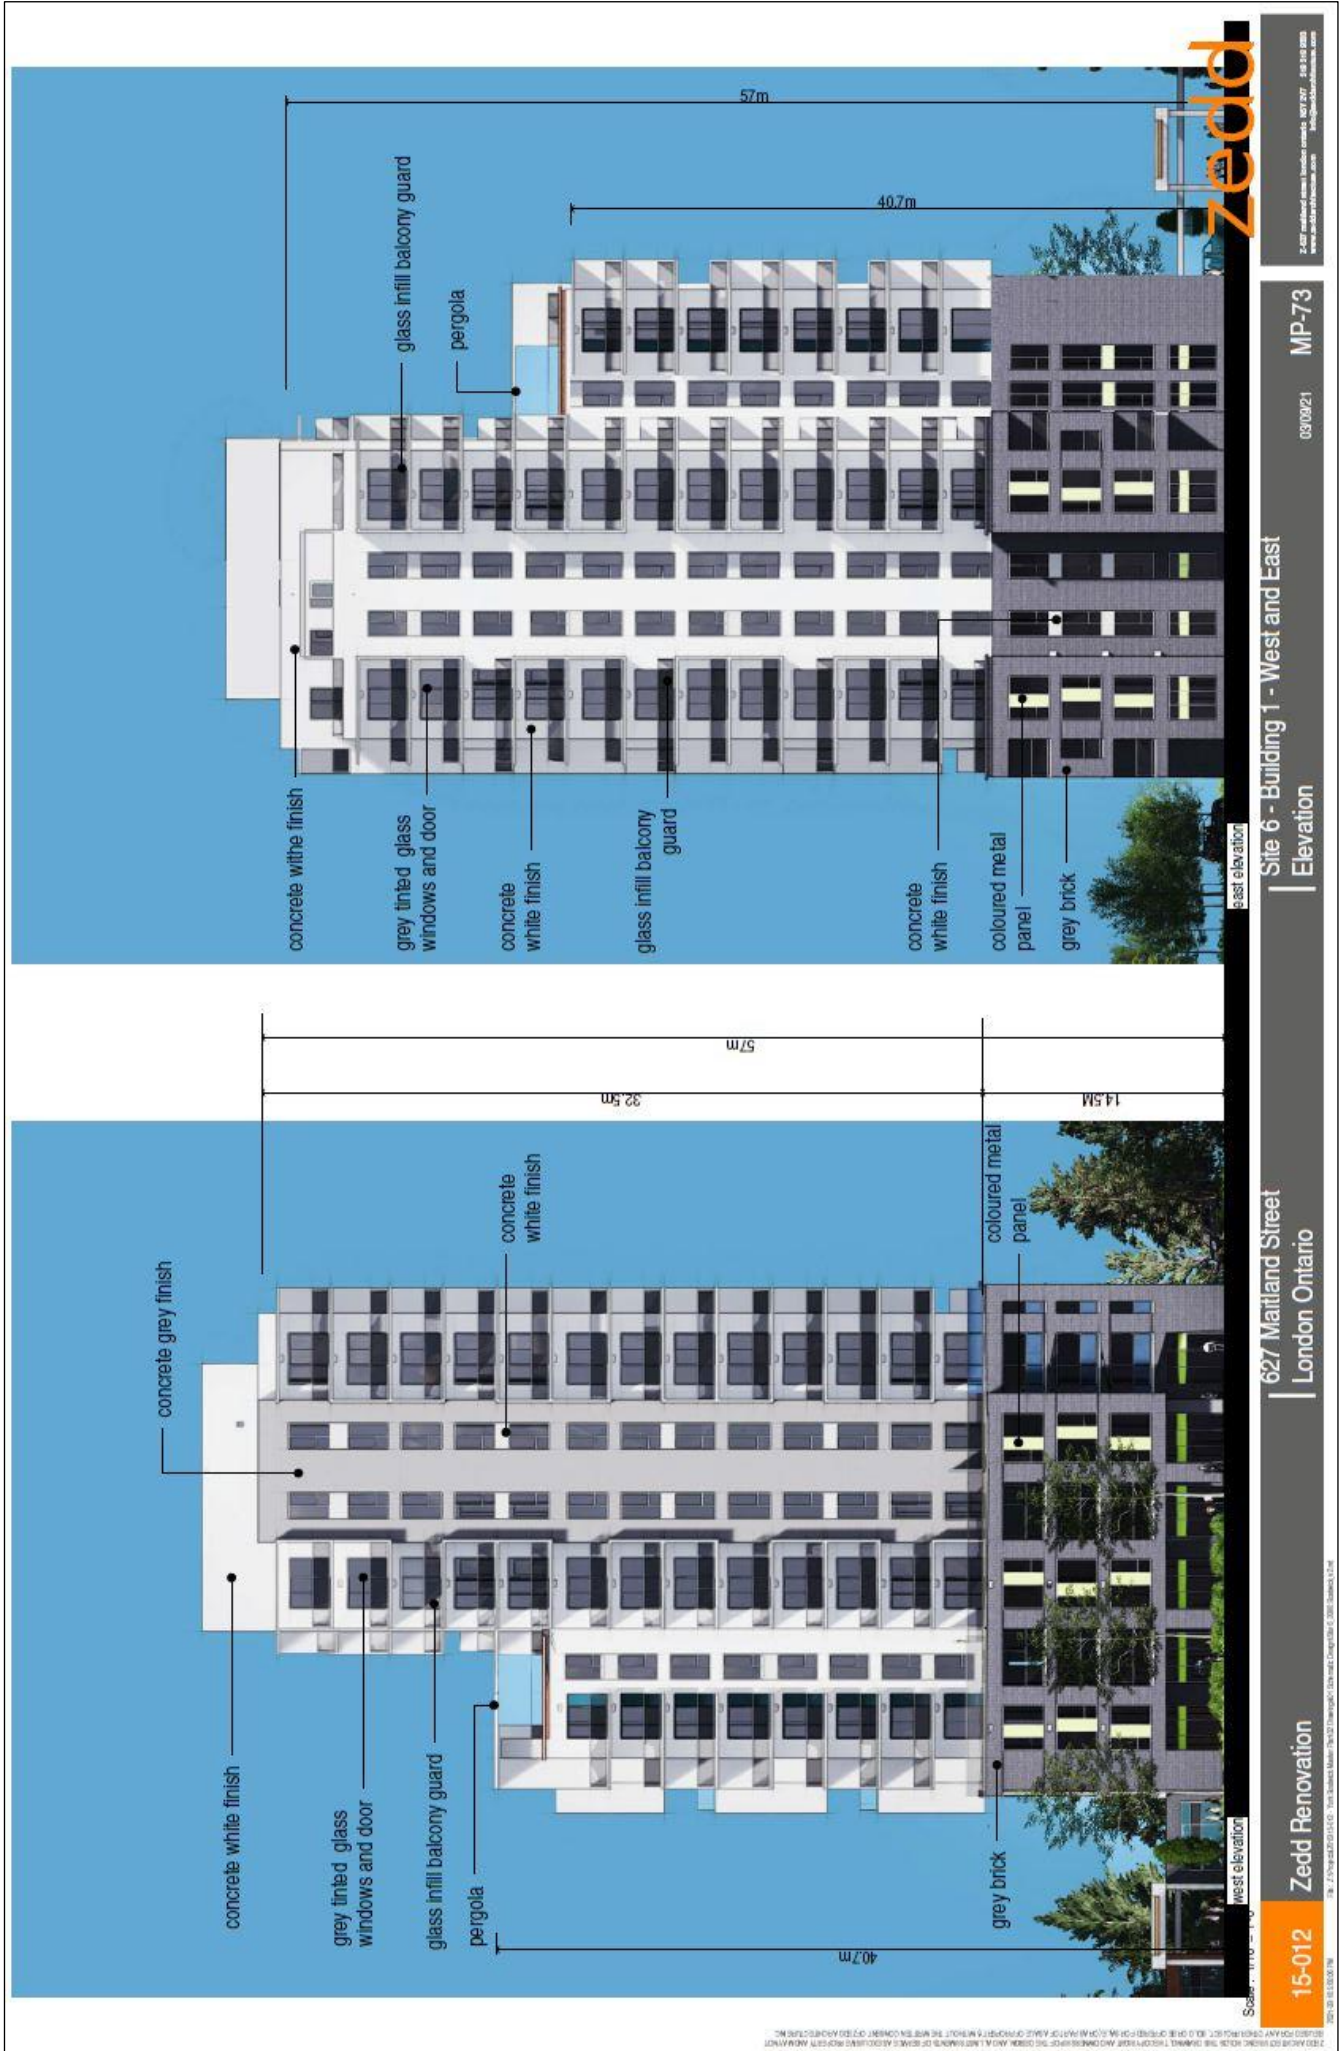 concrete white finish
grey tinted glass
windows and door
glass infill balcony guard
pergola
40.7m
grey brick
concrete grey finish
concrete
white finish
coloured metal
panel
32.5m
14.5M
57m
west elevation
concrete withe finish
grey tinted glass
windows and door
concrete
white finish
glass infill balcony
guard
concrete
white finish
coloured metal
panel
grey brick
glass infill balcony guard
pergola
57m
40.7m
east elevation
zedd
15-012
Zedd Renovation
627 Maitland Street
London Ontario
Site 6 - Building 1 - West and East
Elevation
03/09/21
MP-73